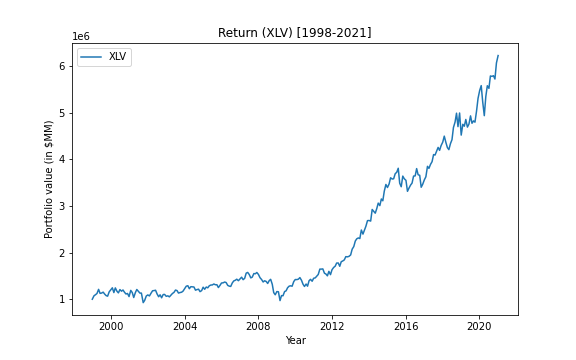 Return (XLV) [1998-2021]
1e6
XLV
6
5
4
3
2
1
Portfolio value (in $MM)
2000
2004
2008
2012
2016
2020
Year